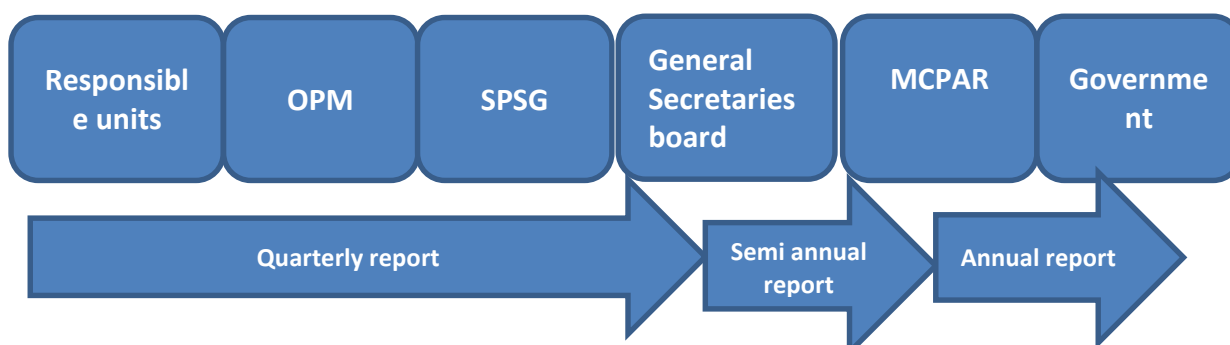 Responsibl
e units
OPM
SPSG
General
Secretaries
board
MCPAR
Governme
nt
Quarterly report
Semi annual
report
Annual report